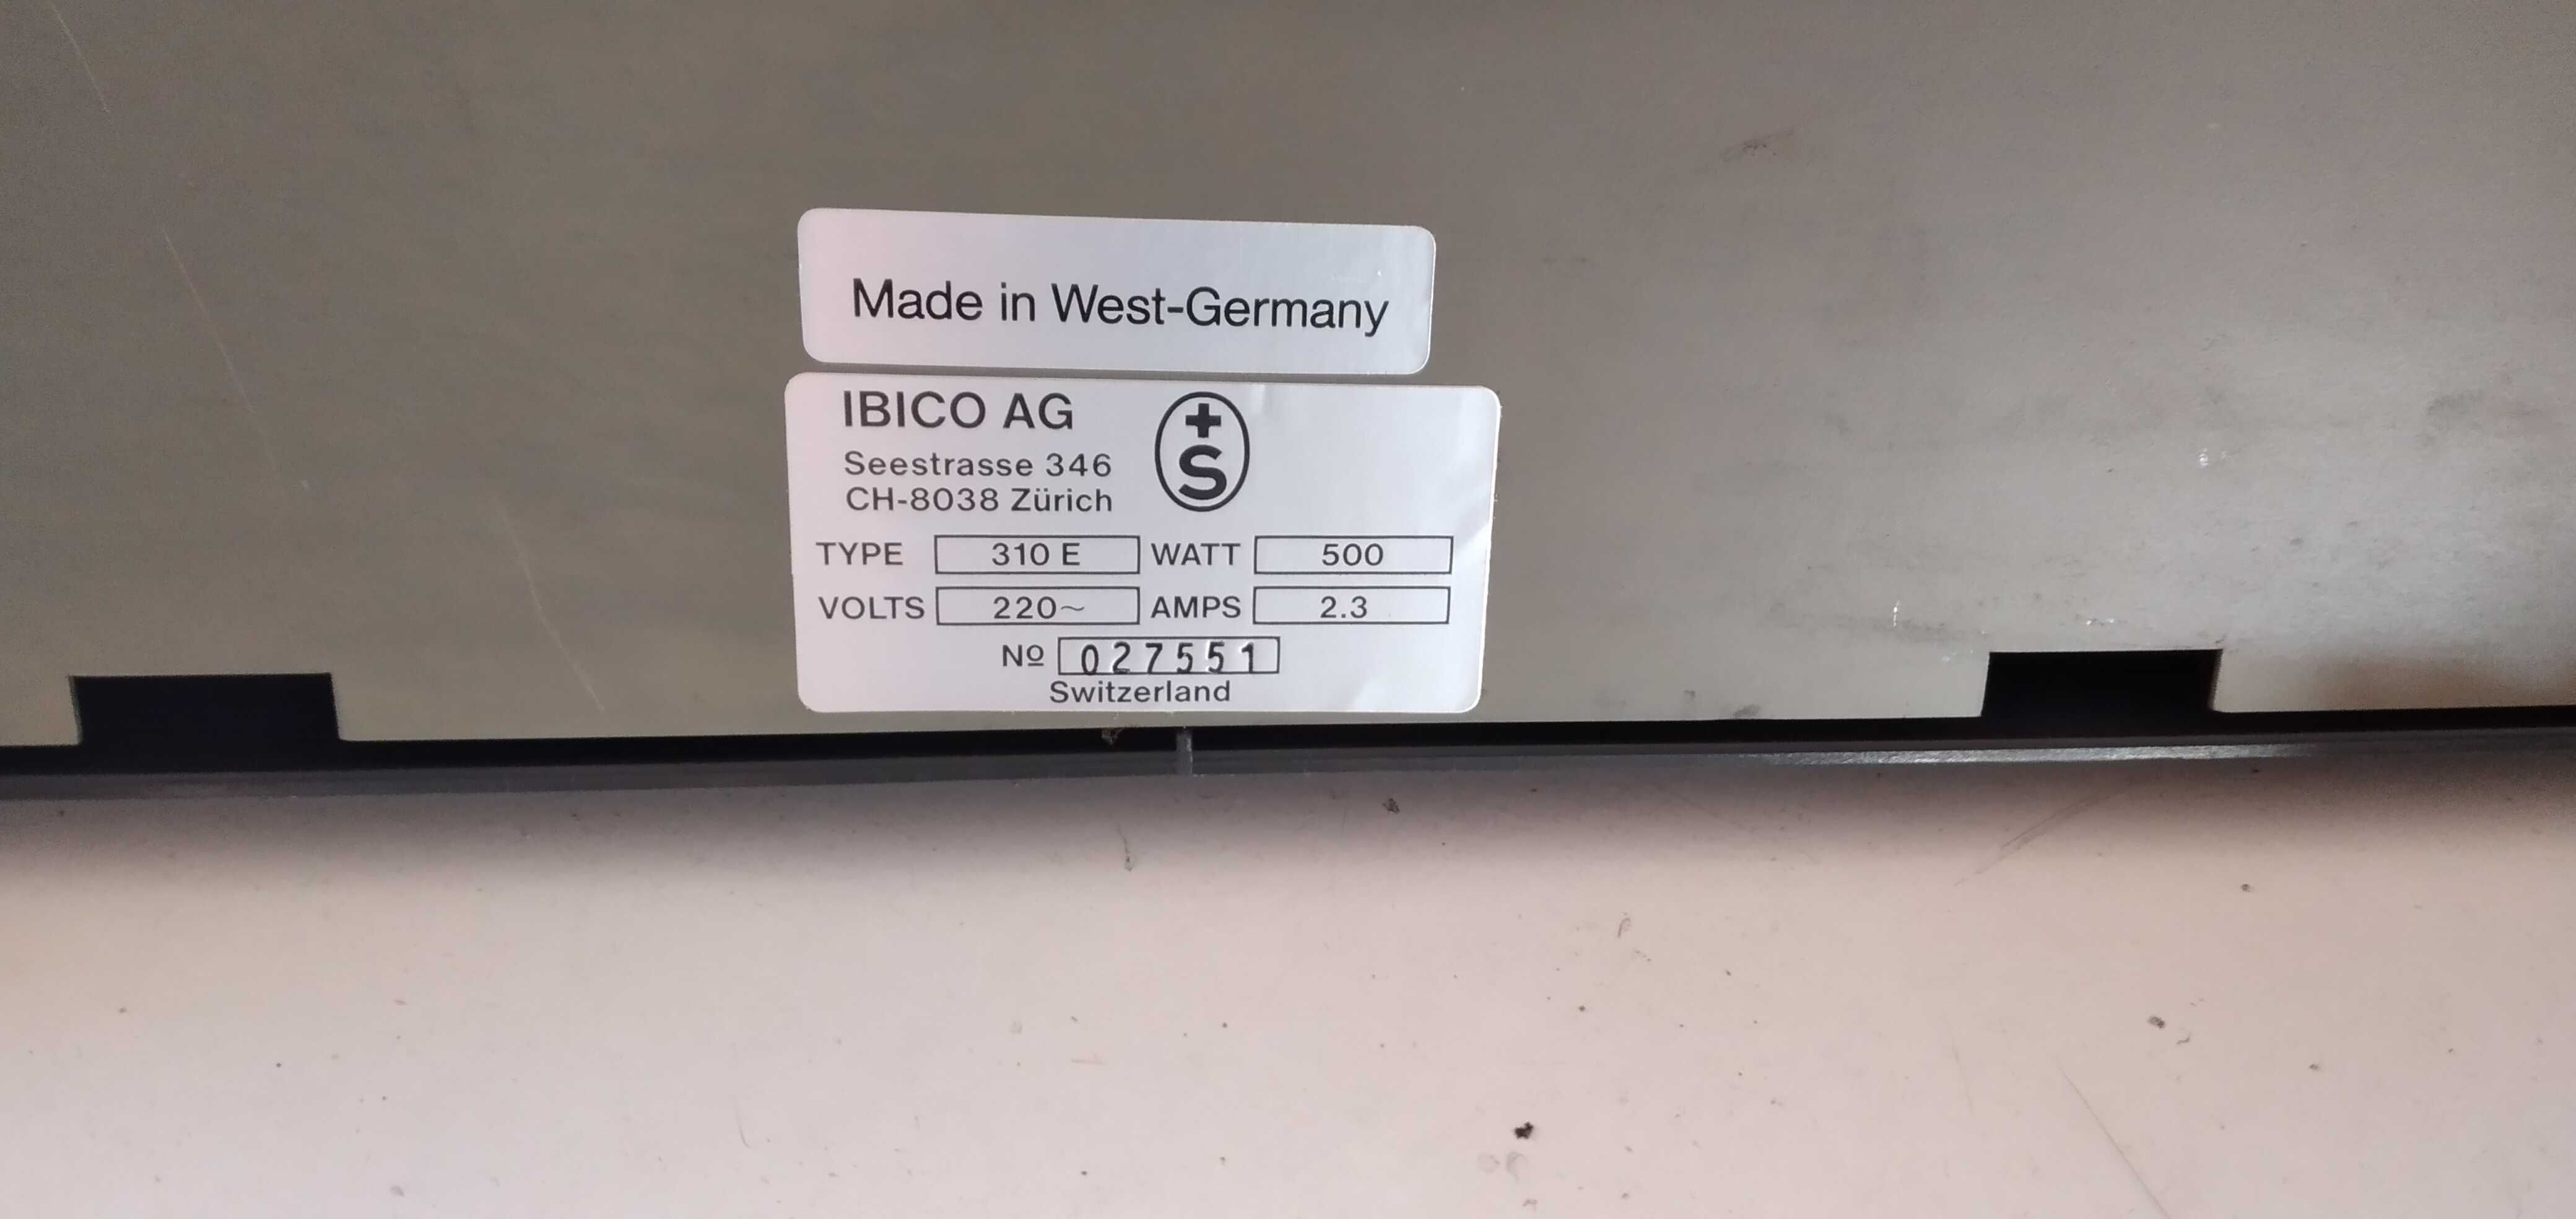 Made in West-Germany
IBICO AG
Seestrasse 346
CH-8038 Zürich
+
S
TYPE 310 E WATT 500
VOLTS 220~ AMPS 2.3
Nº 027551
Switzerland